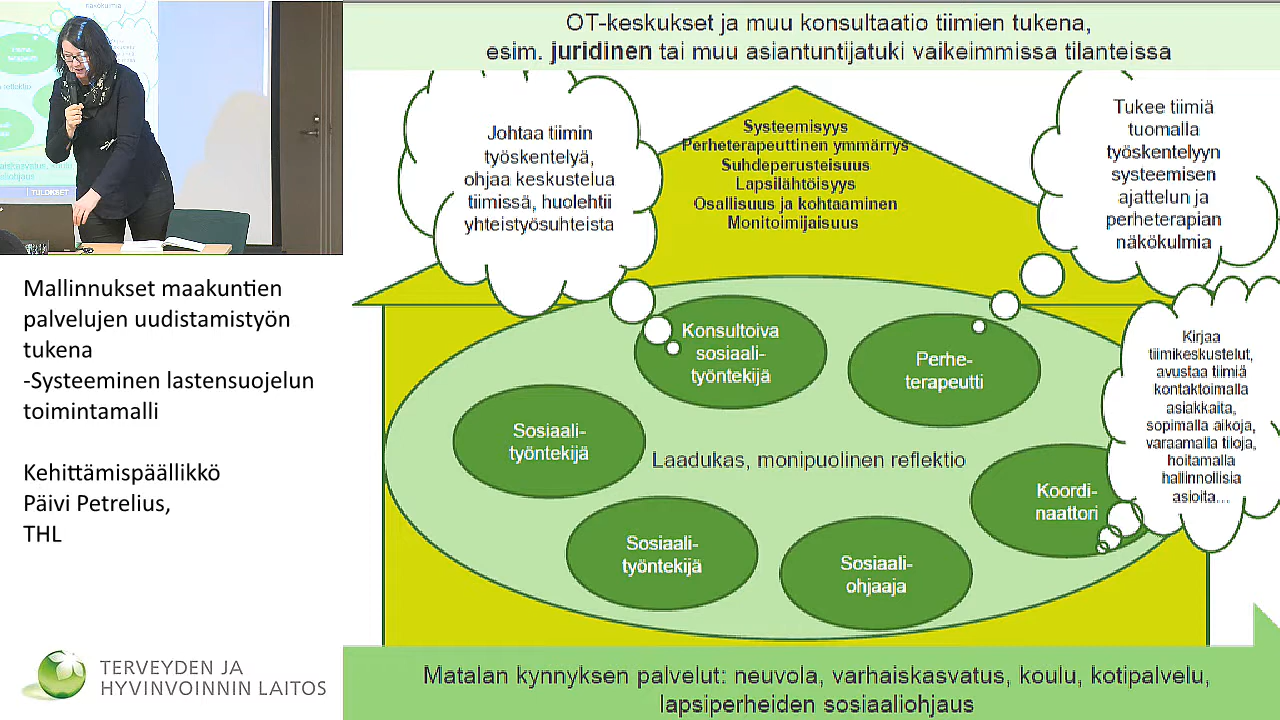 OT-keskukset ja muu konsultaatio tiimien tukena,
esim. juridinen tai muu asiantuntijatuki vaikeimmissa tilanteissa
Johtaa tiimin
työskentelyä,
ohjaa keskustelua
tiimissä, huolehtii
yhteistyösuhteista
Systeemisyys
Perheterapeuttinen ymmärrys
Suhdeperusteisuus
Lapsilähtöisyys
Osallisuus ja kohtaaminen
Monitoimijaisuus
Tukee tiimiä
tuomalla
työskentelyyn
systeemisen
ajattelun ja
perheterapian
näkökulmia
Kirjaa
tiimikeskustelut,
avustaa tiimiä
kontaktoimalla
asiakkaita,
sopimalla aikoja,
varaamalla tiloja,
hoitamalla
hallinnollisia
asioita…
Konsultoiva
sosiaali-
työntekijä
Perhe-
terapeutti
Sosiaali-
työntekijä
Laadukas, monipuolinen reflektio
Koordi-
naattori
Sosiaali-
työntekijä
Sosiaali-
ohjaaja
Matalan kynnyksen palvelut: neuvola, varhaiskasvatus, koulu, kotipalvelu,
lapsiperheiden sosiaaliohjaus
Mallinnukset maakuntien
palvelujen uudistamistyön
tukena
-Systeeminen lastensuojelun
toimintamalli
Kehittämispäällikkö
Päivi Petrelius,
THL
TERVEYDEN JA
HYVINVOINNIN LAITOS